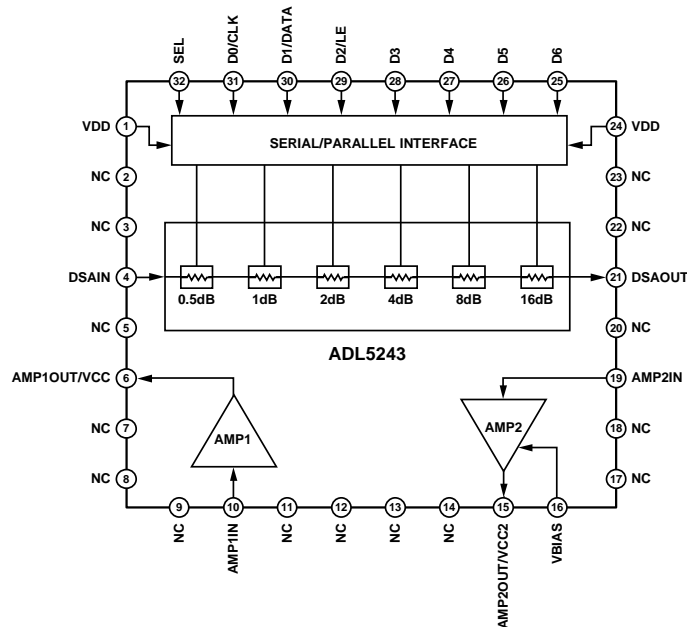 SEL
D0/CLK
D1/DATA
D2/LE
D3
D4
D5
D6
32
31
30
29
28
27
26
25
VDD
1
SERIAL/PARALLEL INTERFACE
24
VDD
NC
2
23
NC
NC
3
22
NC
DSAIN
4
21
DSAOUT
0.5dB
1dB
2dB
4dB
8dB
16dB
NC
5
20
NC
ADL5243
AMP1OUT/VCC
6
19
AMP2IN
NC
7
AMP1
AMP2
18
NC
NC
8
17
NC
9
10
11
12
13
14
15
16
NC
AMP1IN
NC
NC
NC
NC
AMP2OUT/VCC2
VBIAS